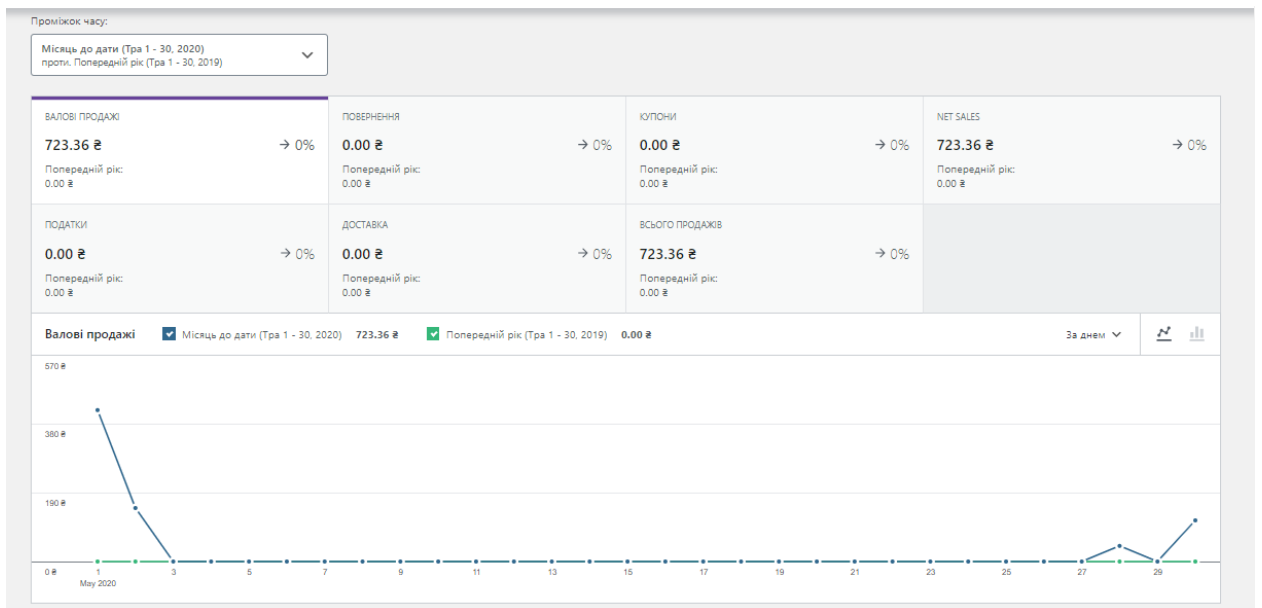 Проміжок часу:
Місяць до дати (Тра 1 - 30, 2020)
проти. Попередній рік (Тра 1 - 30, 2019)
ВАЛОВІ ПРОДАЖІ
723.36 ₴ → 0%
Попередній рік:
0.00 ₴
ПОВЕРНЕННЯ
0.00 ₴ → 0%
Попередній рік:
0.00 ₴
КУПОНИ
0.00 ₴ → 0%
Попередній рік:
0.00 ₴
NET SALES
723.36 ₴ → 0%
Попередній рік:
0.00 ₴
ПОДАТКИ
0.00 ₴ → 0%
Попередній рік:
0.00 ₴
ДОСТАВКА
0.00 ₴ → 0%
Попередній рік:
0.00 ₴
ВСЬОГО ПРОДАЖІВ
723.36 ₴ → 0%
Попередній рік:
0.00 ₴
Валові продажі Місяць до дати (Тра 1 - 30, 2020) 723.36 ₴ Попередній рік (Тра 1 - 30, 2019) 0.00 ₴ За днем
570 ₴
380 ₴
190 ₴
0 ₴ 1 3 5 7 9 11 13 15 17 19 21 23 25 27 29
May 2020